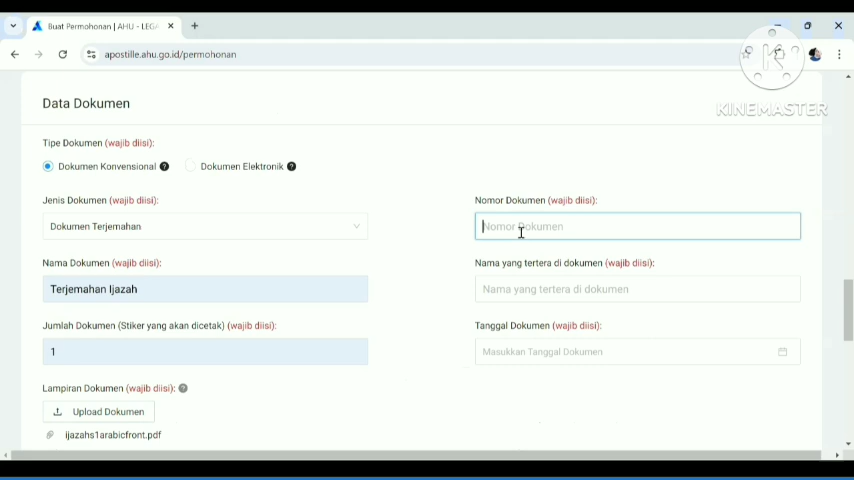 Buat Permohonan | AHU - LEGA
apostille.ahu.go.id/permohonan
KINEMASTER
Data Dokumen
Tipe Dokumen (wajib diisi):
Dokumen Konvensional ? Dokumen Elektronik ?
Jenis Dokumen (wajib diisi):
Dokumen Terjemahan
Nomor Dokumen (wajib diisi):
Nomor Dokumen
Nama Dokumen (wajib diisi):
Terjemahan Ijazah
Nama yang tertera di dokumen (wajib diisi):
Nama yang tertera di dokumen
Jumlah Dokumen (Stiker yang akan dicetak) (wajib diisi):
1
Tanggal Dokumen (wajib diisi):
Masukkan Tanggal Dokumen
Lampiran Dokumen (wajib diisi): ?
Upload Dokumen
ijazahs1arabicfront.pdf